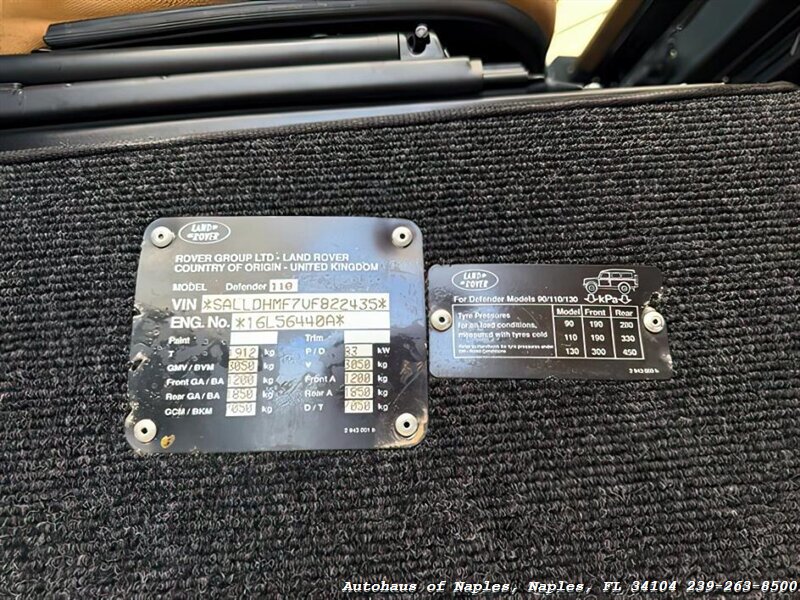 LAND ROVER
ROVER GROUP LTD - LAND ROVER
COUNTRY OF ORIGIN - UNITED KINGDOM
MODEL Defender 110
VIN *SALLDHMF7VF822435*
ENG. No. *16L56440A*
Paint Trim
T 1912 kg P / D 83 kW
GMV / BVM 3050 kg V 3050 kg
Front GA / BA 1200 kg Front A 1200 kg
Rear GA / BA 1850 kg Rear A 1850 kg
GCM / BKM 7050 kg D / T 7050 kg
2 943 001 b
LAND ROVER
For Defender Models 90/110/130 kPa
Tyre Pressures
for all load conditions,
measured with tyres cold
Model Front Rear
90 190 280
110 190 330
130 300 450
2 943 003 b
Autohaus of Naples, Naples, FL 34104 239-263-8500